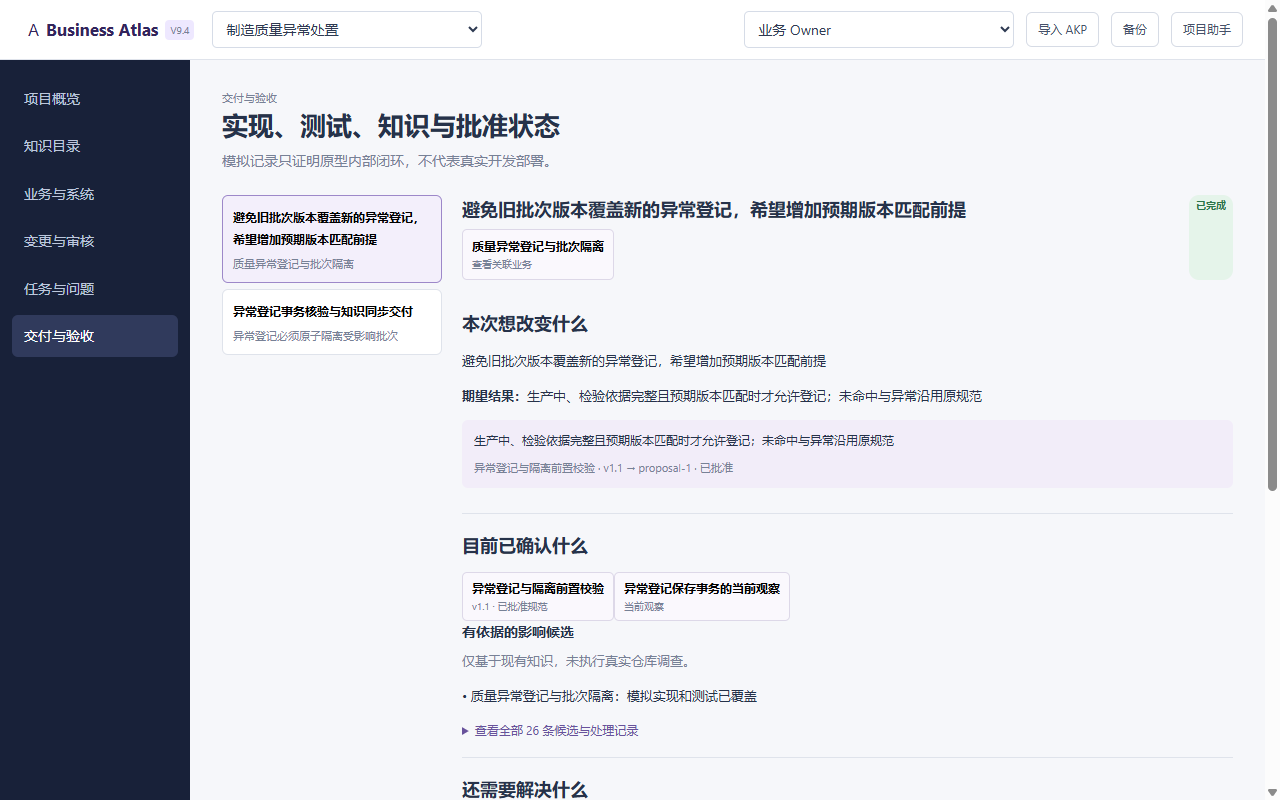 A Business Atlas V9.4
制造质量异常处置
业务 Owner
导入 AKP
备份
项目助手
项目概览
知识目录
业务与系统
变更与审核
任务与问题
交付与验收
交付与验收
实现、测试、知识与批准状态
模拟记录只证明原型内部闭环，不代表真实开发部署。
避免旧批次版本覆盖新的异常登记，
希望增加预期版本匹配前提
质量异常登记与批次隔离
异常登记事务核验与知识同步交付
异常登记必须原子隔离受影响批次
避免旧批次版本覆盖新的异常登记，希望增加预期版本匹配前提
已完成
质量异常登记与批次隔离
查看关联业务
本次想改变什么
避免旧批次版本覆盖新的异常登记，希望增加预期版本匹配前提
期望结果：生产中、检验依据完整且预期版本匹配时才允许登记；未命中与异常沿用原规范
生产中、检验依据完整且预期版本匹配时才允许登记；未命中与异常沿用原规范
异常登记与隔离前置校验 · v1.1 → proposal-1 · 已批准
目前已确认什么
异常登记与隔离前置校验
v1.1 · 已批准规范
异常登记保存事务的当前观察
当前观察
有依据的影响候选
仅基于现有知识，未执行真实仓库调查。
• 质量异常登记与批次隔离：模拟实现和测试已覆盖
▶ 查看全部 26 条候选与处理记录
还需要解决什么